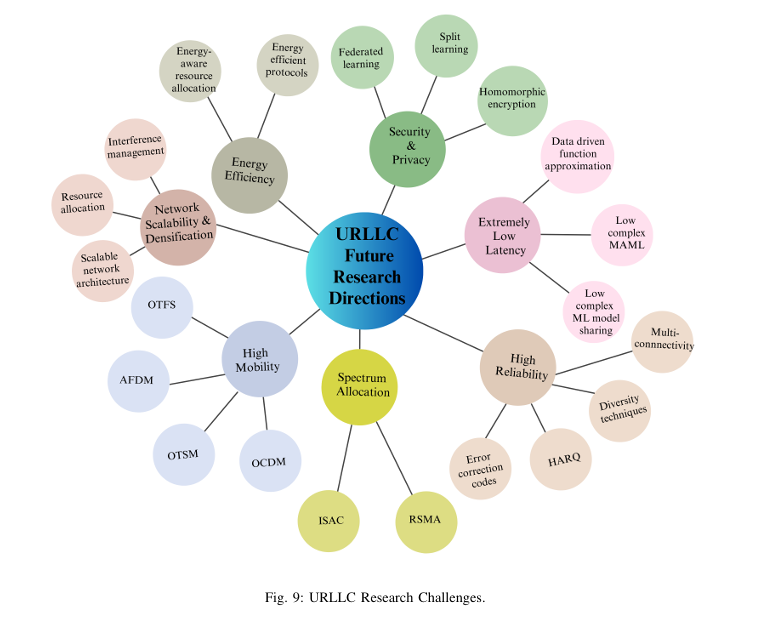 URLLC
Future
Research
Directions
Energy
Efficiency
Energy-
aware
resource
allocation
Energy
efficient
protocols
Security
&
Privacy
Federated
learning
Split
learning
Homomorphic
encryption
Extremely
Low
Latency
Data driven
function
approximation
Low
complex
MAML
Low
complex
ML model
sharing
High
Reliability
Multi-
connnectivity
Diversity
techniques
HARQ
Error
correction
codes
Spectrum
Allocation
RSMA
ISAC
High
Mobility
OCDM
OTSM
AFDM
OTFS
Network
Scalability &
Densification
Scalable
network
architecture
Resource
allocation
Interference
management
Fig. 9: URLLC Research Challenges.